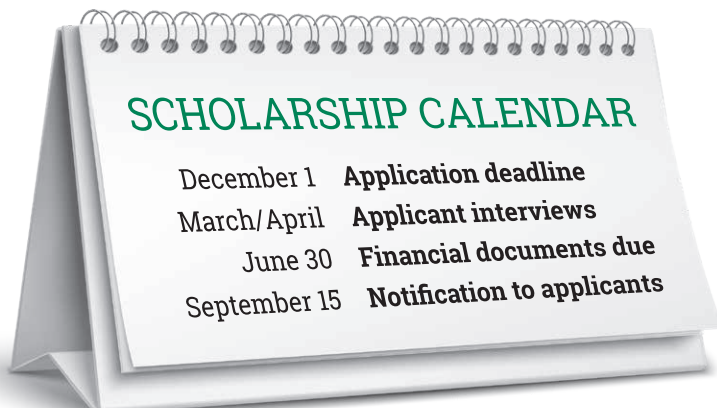 SCHOLARSHIP CALENDAR
December 1 Application deadline
March/April Applicant interviews
June 30 Financial documents due
September 15 Notification to applicants